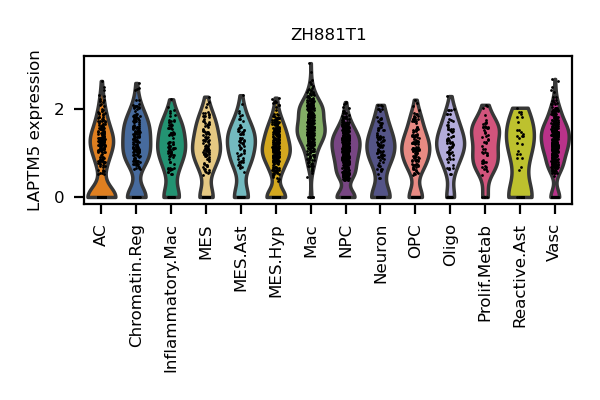 ZH881T1
LAPTM5 expression
2
0
AC
Chromatin.Reg
Inflammatory.Mac
MES
MES.Ast
MES.Hyp
Mac
NPC
Neuron
OPC
Oligo
Prolif.Metab
Reactive.Ast
Vasc